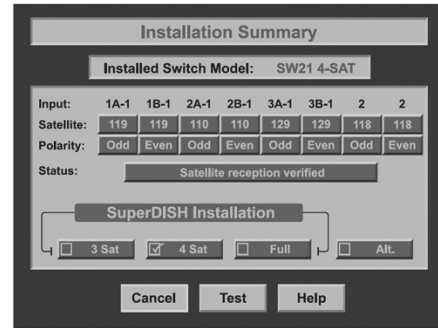 Installation Summary
Installed Switch Model: SW21 4-SAT
Input: 1A-1 1B-1 2A-1 2B-1 3A-1 3B-1 2 2
Satellite: 119 119 110 110 129 129 118 118
Polarity: Odd Even Odd Even Odd Even Odd Even
Status: Satellite reception verified
SuperDISH Installation
3 Sat 4 Sat Full Alt.
Cancel Test Help